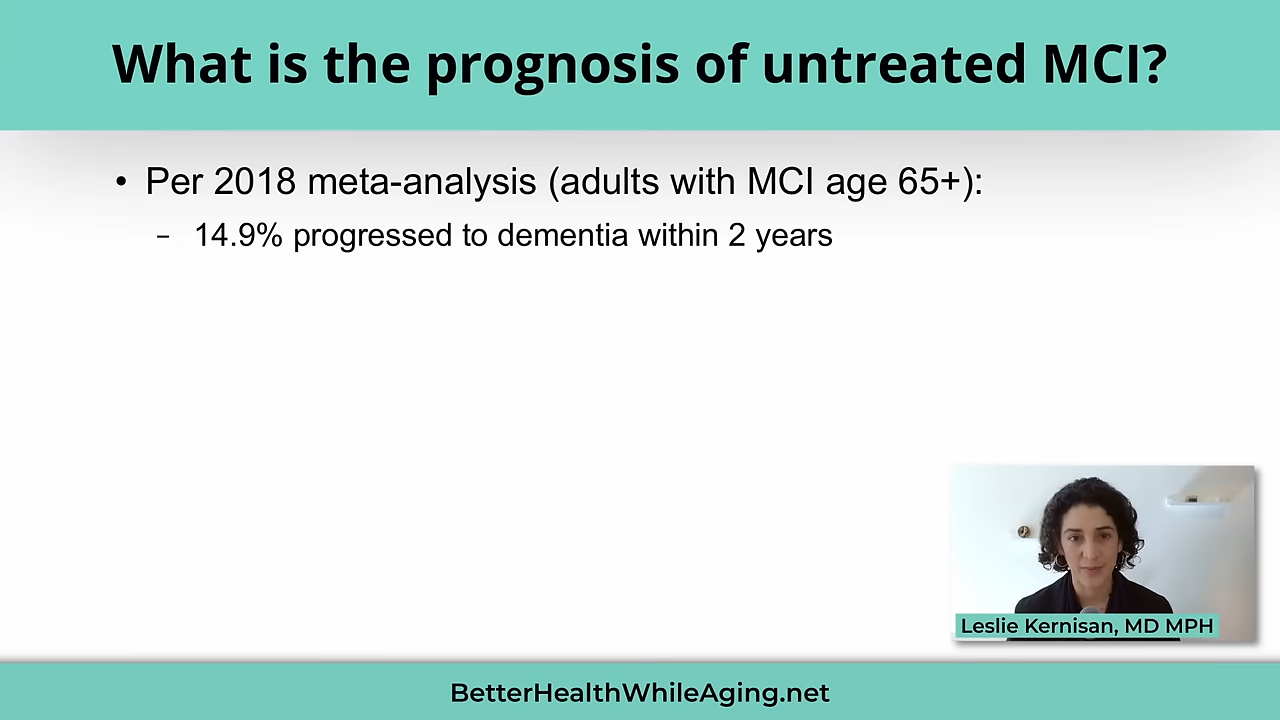 What is the prognosis of untreated MCI?
• Per 2018 meta-analysis (adults with MCI age 65+):
– 14.9% progressed to dementia within 2 years
Leslie Kernisan, MD MPH
BetterHealthWhileAging.net